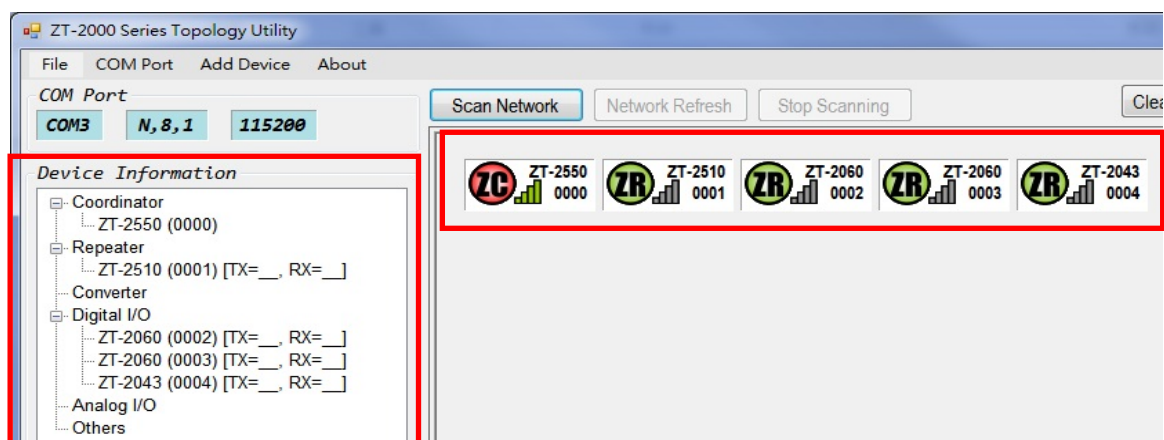 ZT-2000 Series Topology Utility
File COM Port Add Device About
COM Port
COM3 N,8,1 115200
Scan Network Network Refresh Stop Scanning Clea
Device Information
Coordinator
ZT-2550 (0000)
Repeater
ZT-2510 (0001) [TX=__, RX=__]
Converter
Digital I/O
ZT-2060 (0002) [TX=__, RX=__]
ZT-2060 (0003) [TX=__, RX=__]
ZT-2043 (0004) [TX=__, RX=__]
Analog I/O
Others
ZC ZT-2550 0000
ZR ZT-2510 0001
ZR ZT-2060 0002
ZR ZT-2060 0003
ZR ZT-2043 0004